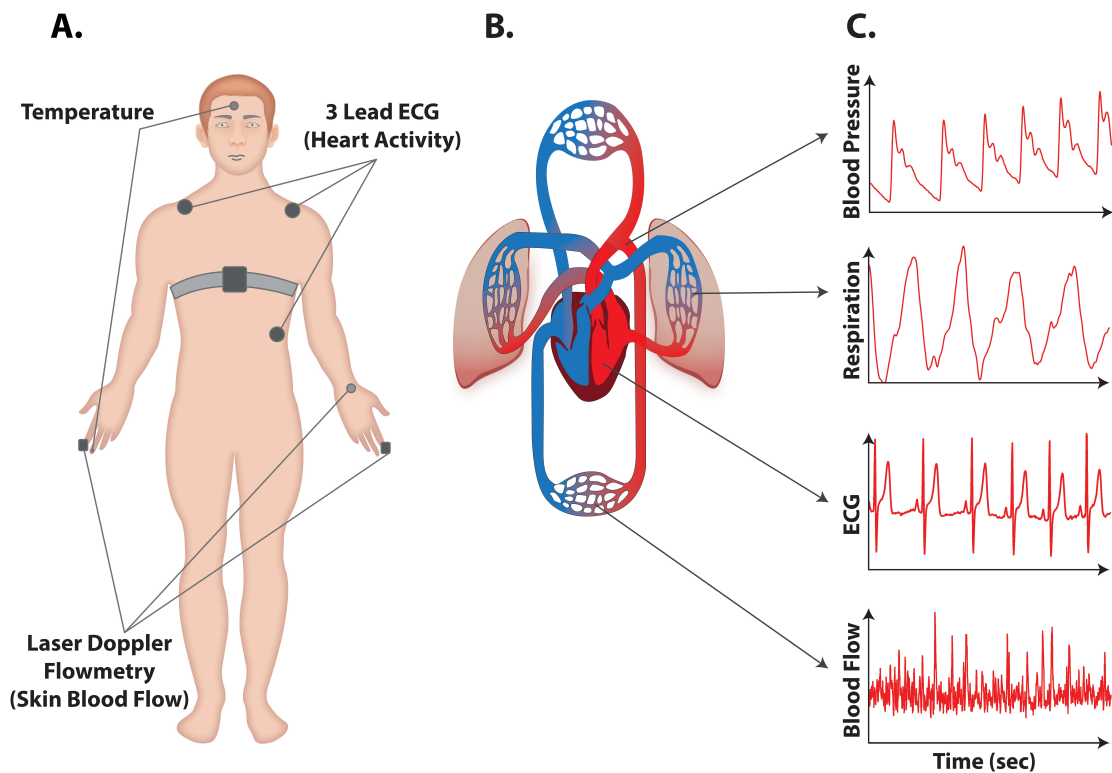 A.
B.
C.
Temperature
3 Lead ECG
(Heart Activity)
Laser Doppler
Flowmetry
(Skin Blood Flow)
Blood Pressure
Respiration
ECG
Blood Flow
Time (sec)